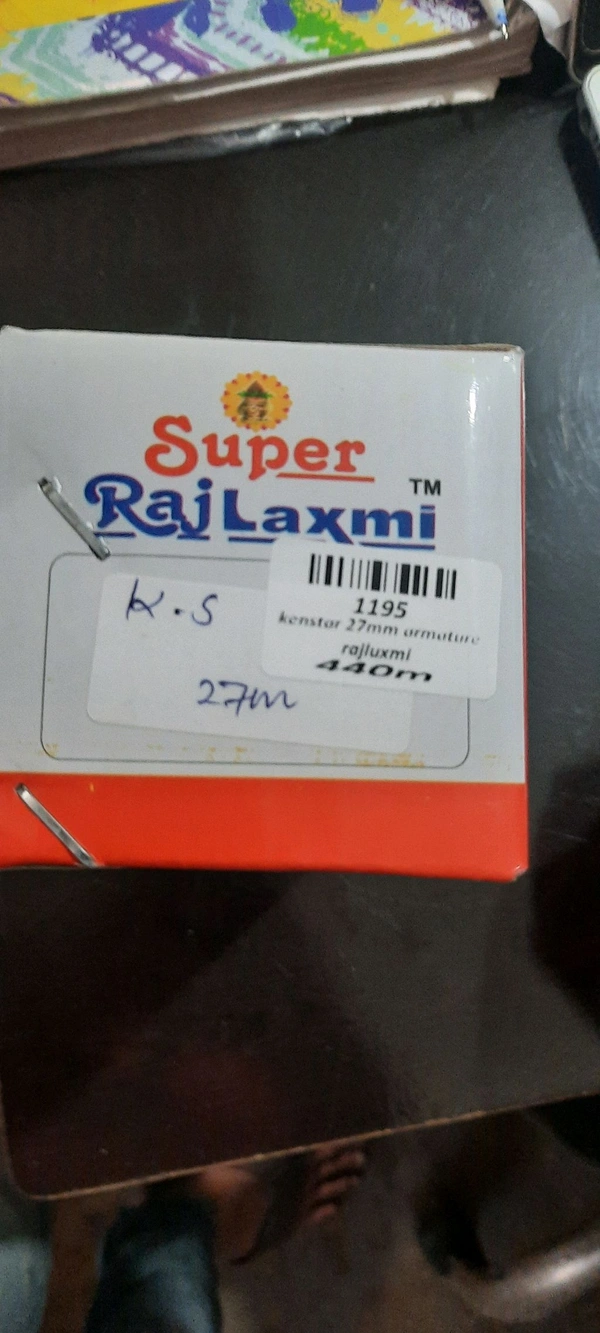 Super
RajLaxmi TM
K.S
27m
1195
kenstar 27mm armature
rajluxmi
440m